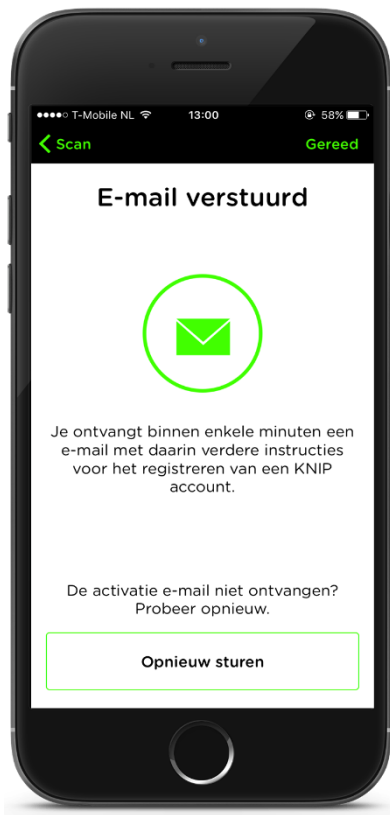 T-Mobile NL 13:00 58%
Scan Gereed
E-mail verstuurd
Je ontvangt binnen enkele minuten een
e-mail met daarin verdere instructies
voor het registreren van een KNIP
account.
De activatie e-mail niet ontvangen?
Probeer opnieuw.
Opnieuw sturen